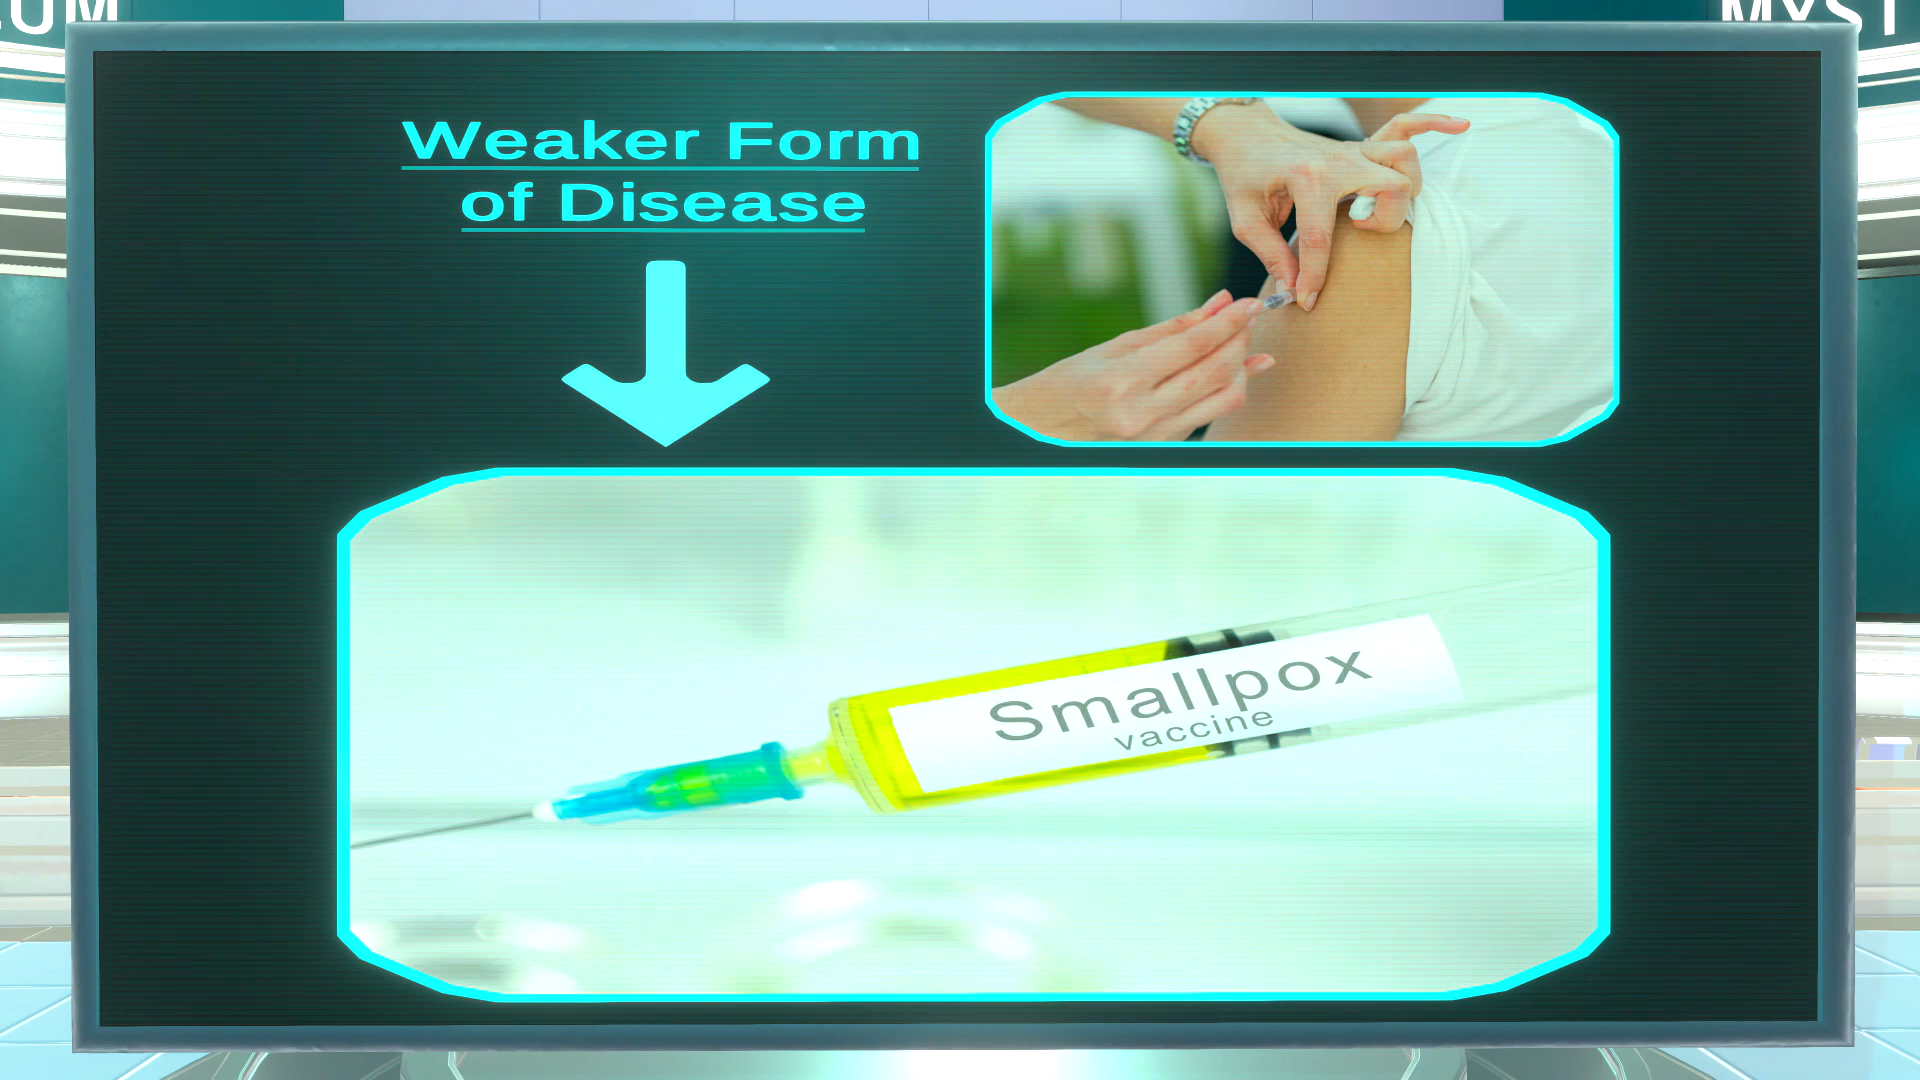 Weaker Form
of Disease
Smallpox
vaccine